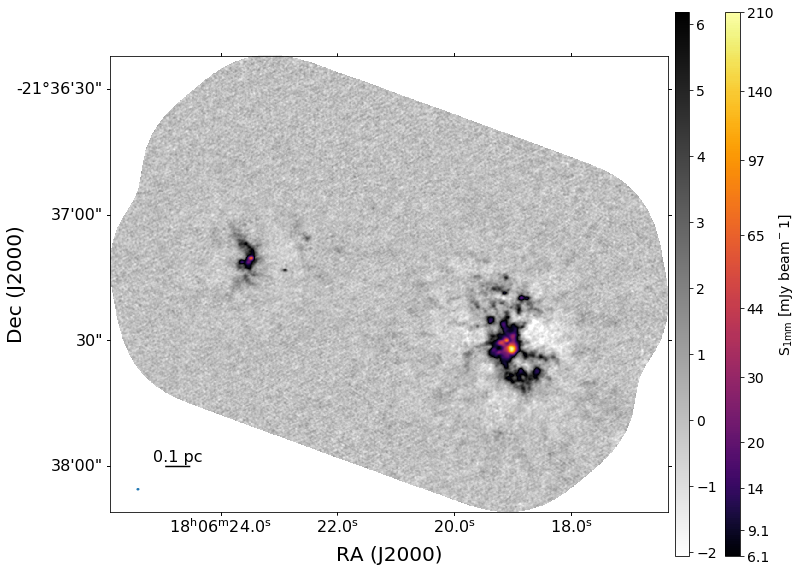 -21°36'30"
37'00"
30"
38'00"
Dec (J2000)
0.1 pc
18ʰ06ᵐ24.0ˢ
22.0ˢ
20.0ˢ
18.0ˢ
RA (J2000)
6
5
4
3
2
1
0
−1
−2
210
140
97
65
44
30
20
14
9.1
6.1
S₁ₘₘ [mJy beam⁻1]